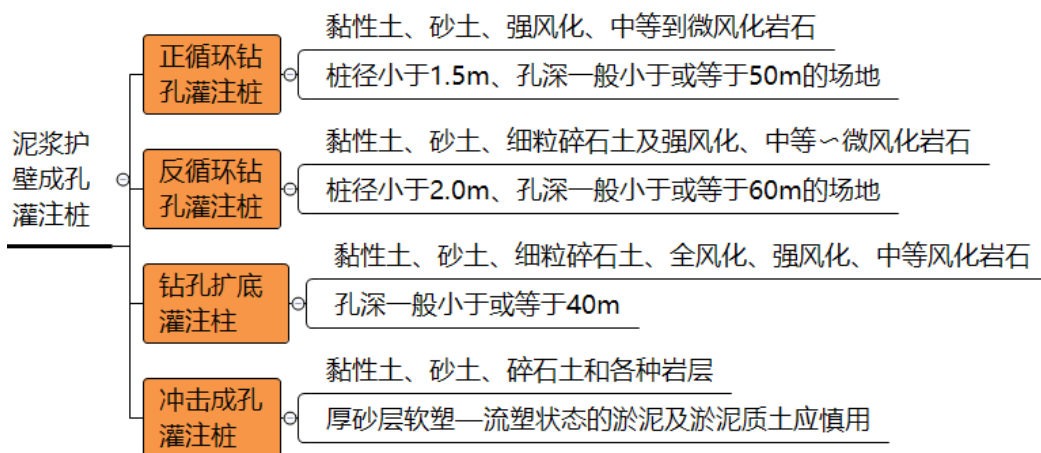 泥浆护
壁成孔
灌注桩
正循环钻
孔灌注桩
黏性土、砂土、强风化、中等到微风化岩石
桩径小于1.5m、孔深一般小于或等于50m的场地
反循环钻
孔灌注桩
黏性土、砂土、细粒碎石土及强风化、中等~微风化岩石
桩径小于2.0m、孔深一般小于或等于60m的场地
钻孔扩底
灌注柱
黏性土、砂土、细粒碎石土、全风化、强风化、中等风化岩石
孔深一般小于或等于40m
冲击成孔
灌注桩
黏性土、砂土、碎石土和各种岩层
厚砂层软塑—流塑状态的淤泥及淤泥质土应慎用